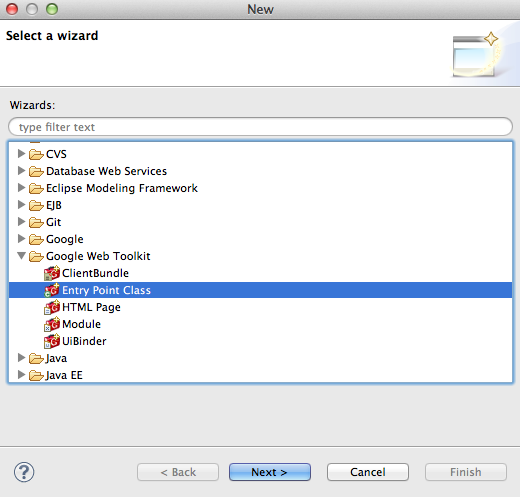 New
Select a wizard
Wizards:
type filter text
CVS
Database Web Services
Eclipse Modeling Framework
EJB
Git
Google
Google Web Toolkit
ClientBundle
Entry Point Class
HTML Page
Module
UiBinder
Java
Java EE
?
< Back
Next >
Cancel
Finish